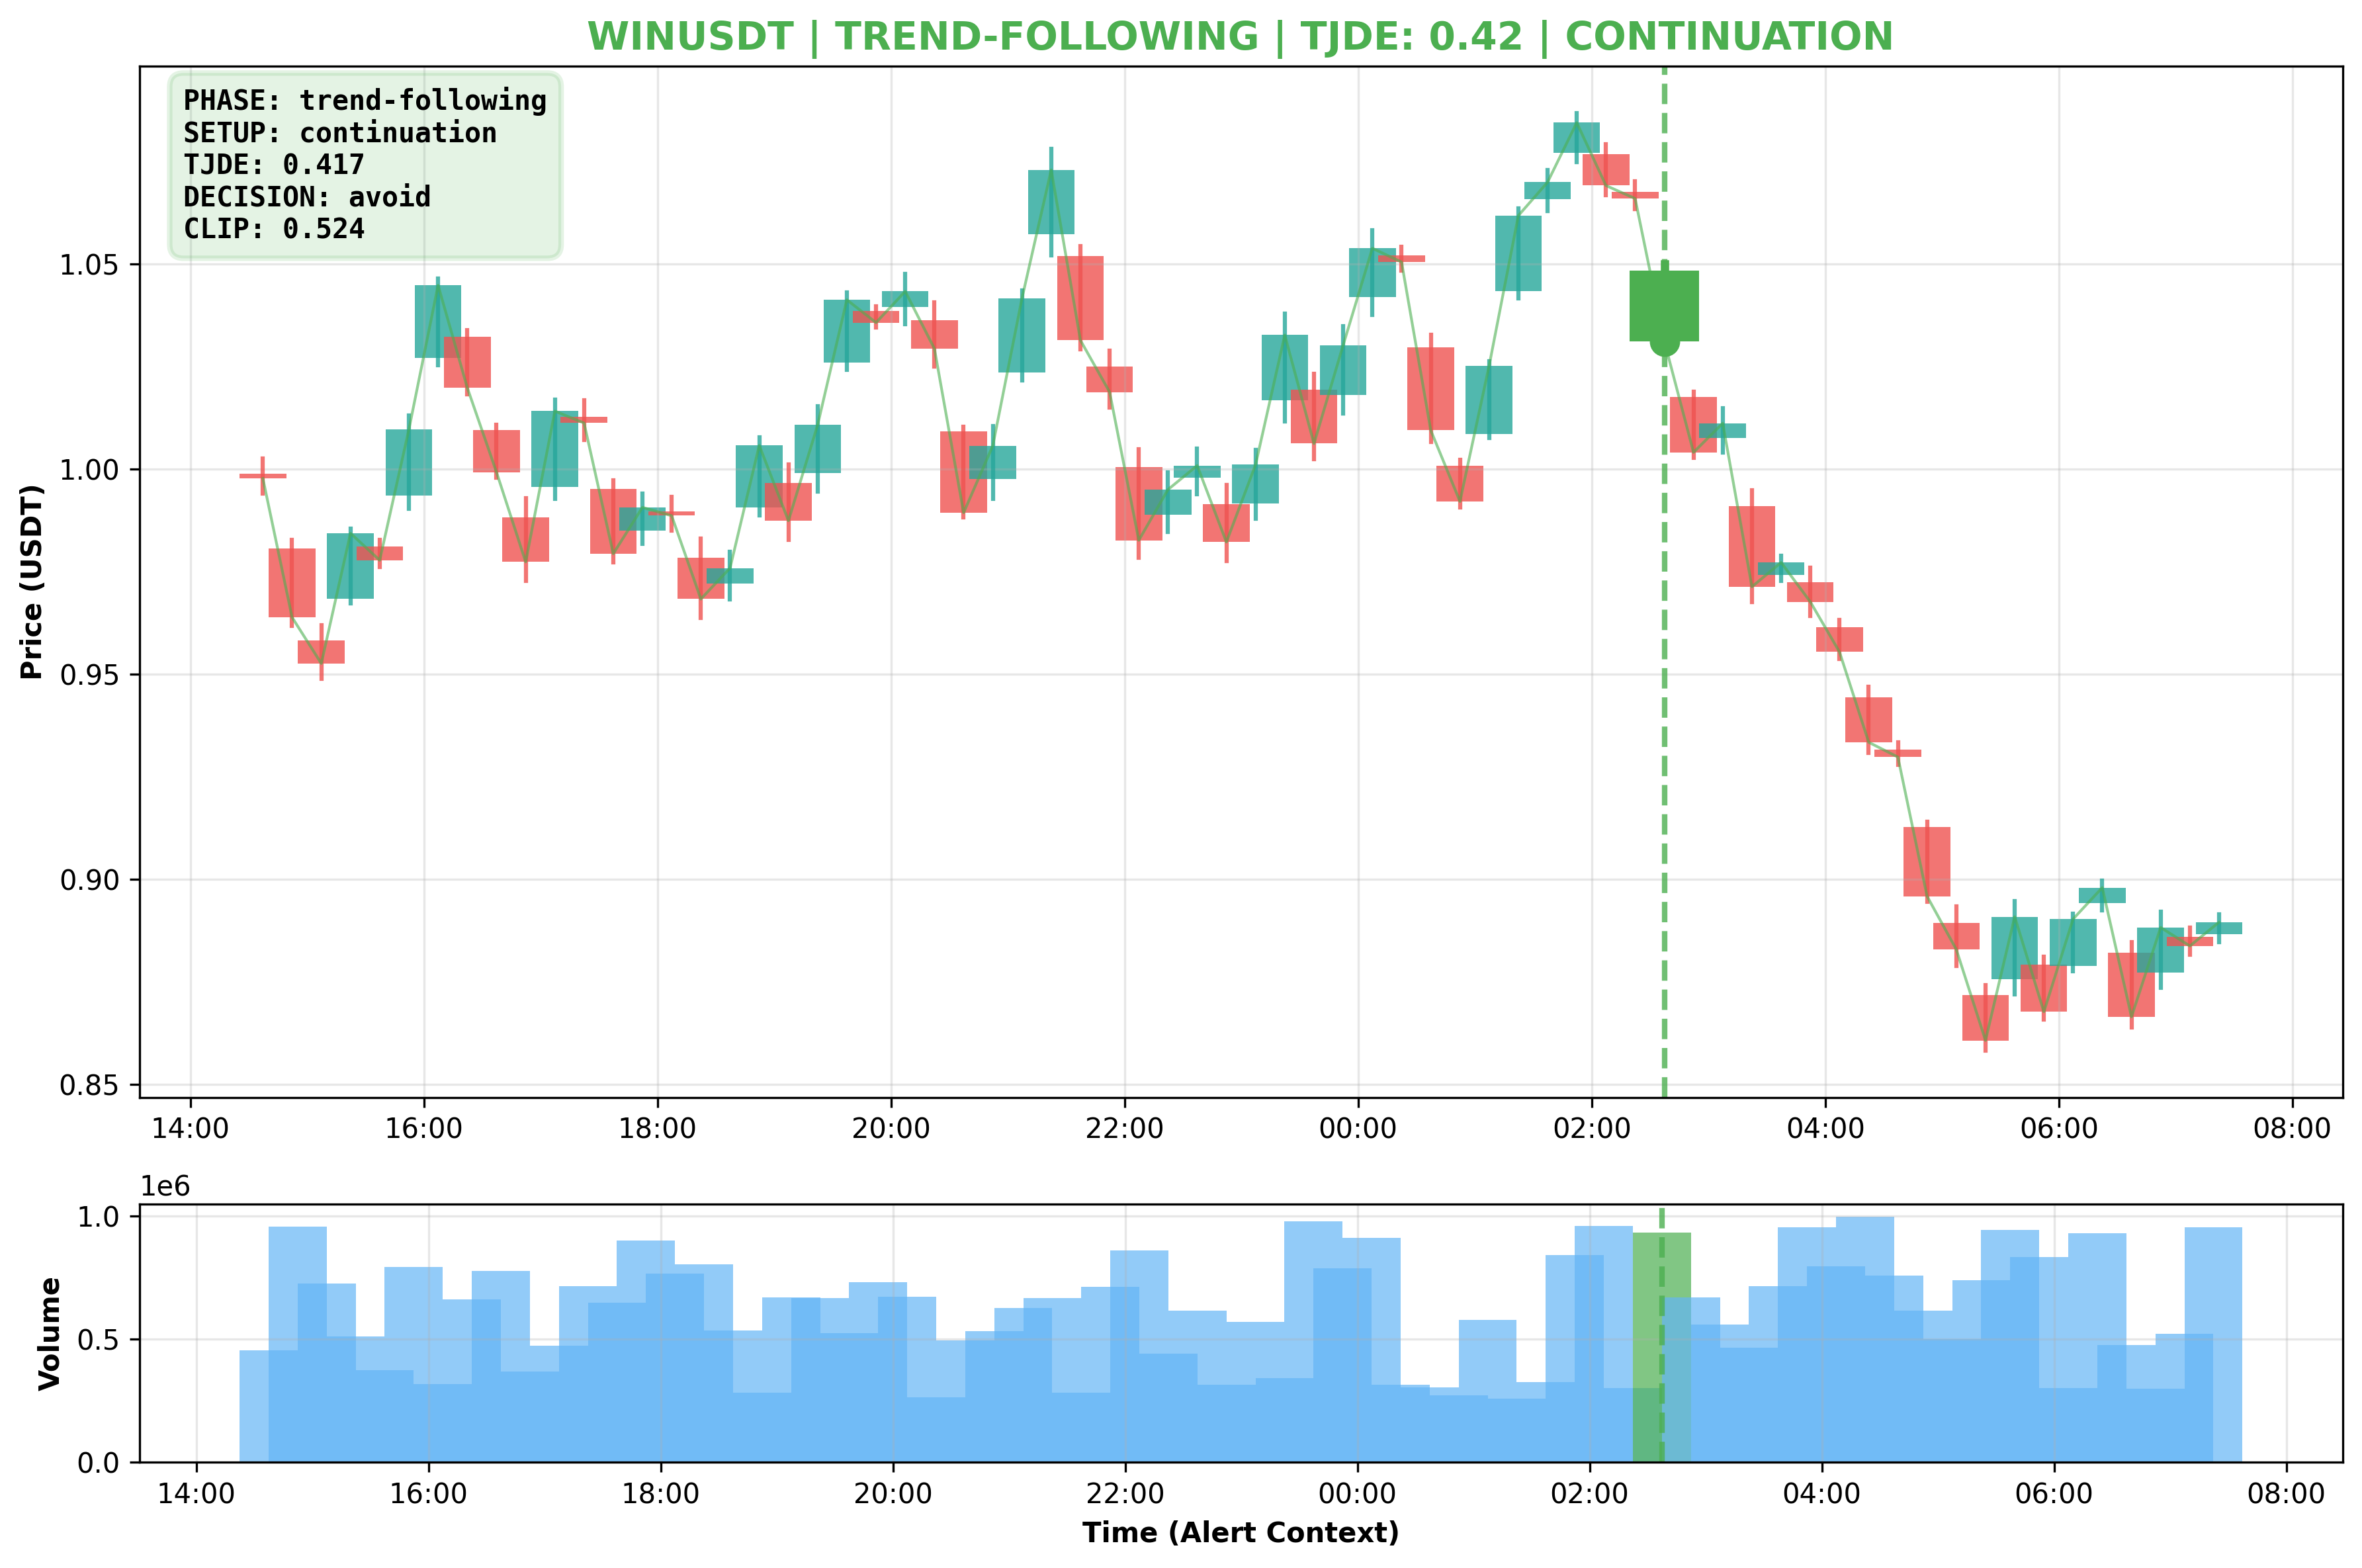 WINUSDT | TREND-FOLLOWING | TJDE: 0.42 | CONTINUATION
PHASE: trend-following
SETUP: continuation
TJDE: 0.417
DECISION: avoid
CLIP: 0.524
Price (USDT)
1.05
1.00
0.95
0.90
0.85
14:00 16:00 18:00 20:00 22:00 00:00 02:00 04:00 06:00 08:00
1e6
Volume
1.0
0.5
0.0
14:00 16:00 18:00 20:00 22:00 00:00 02:00 04:00 06:00 08:00
Time (Alert Context)